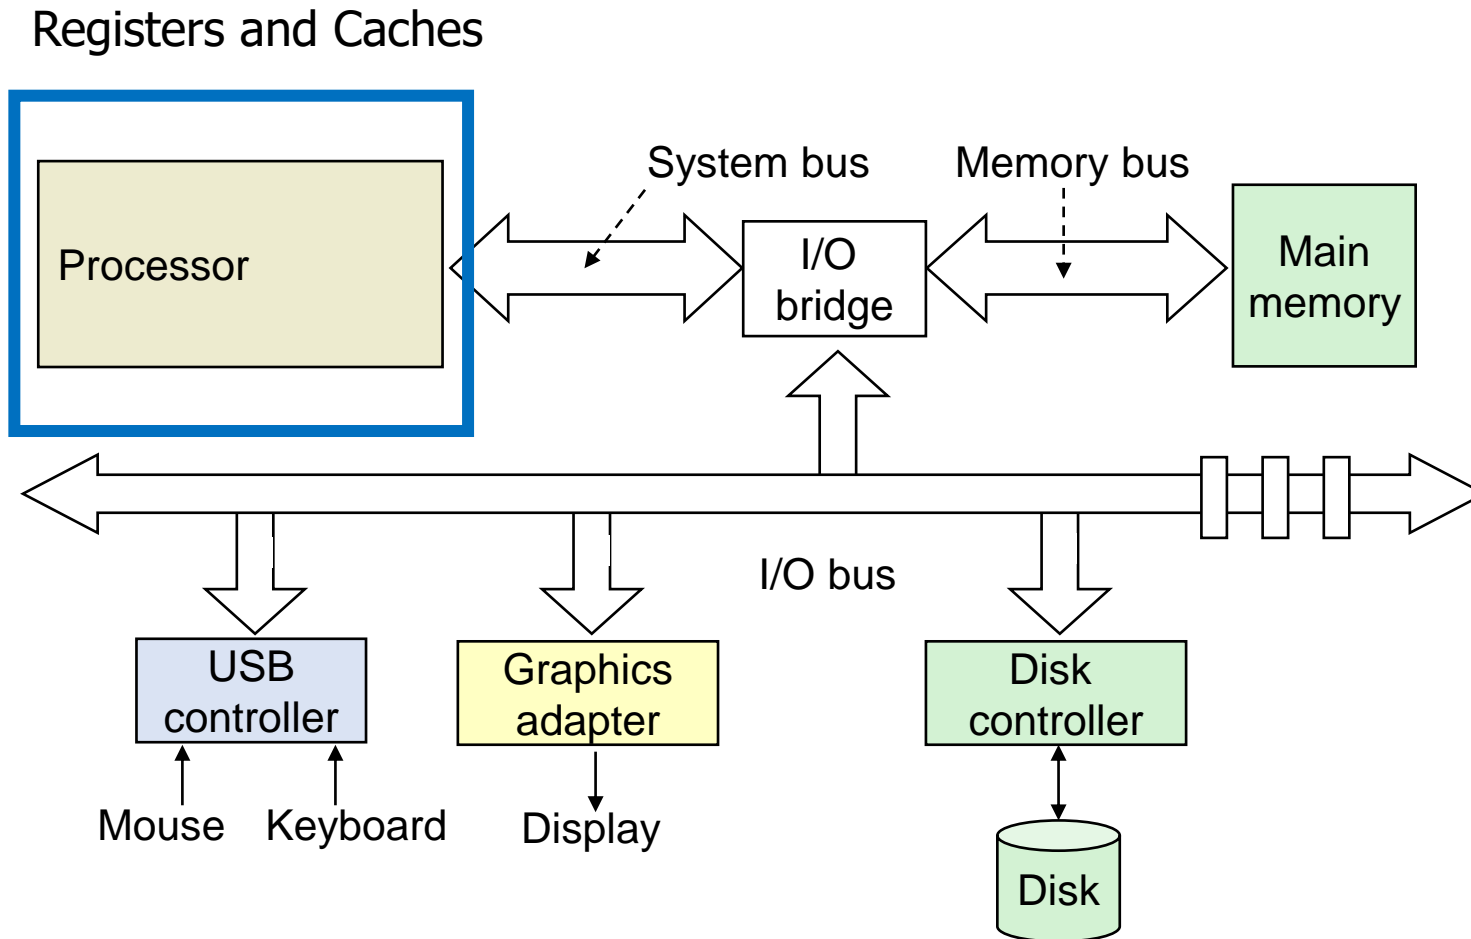 Registers and Caches
System bus
Memory bus
Processor
I/O
bridge
Main
memory
I/O bus
USB
controller
Graphics
adapter
Disk
controller
Mouse
Keyboard
Display
Disk